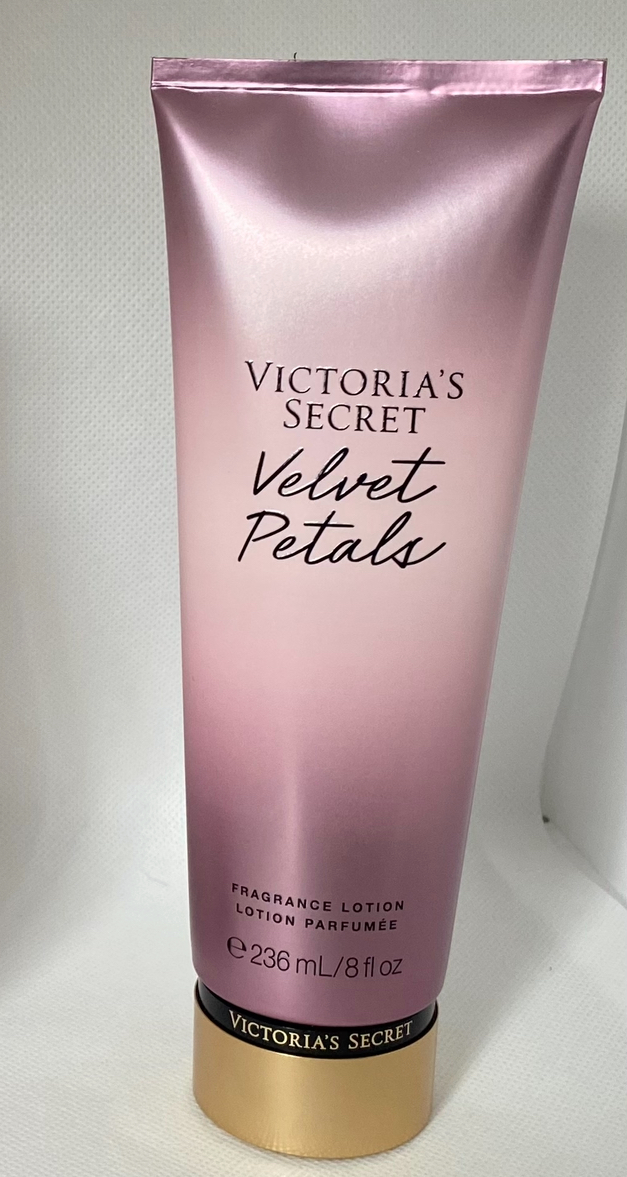 VICTORIA'S
SECRET
Velvet
Petals
FRAGRANCE LOTION
LOTION PARFUMÉE
℮ 236 mL/8 fl oz
VICTORIA'S SECRET